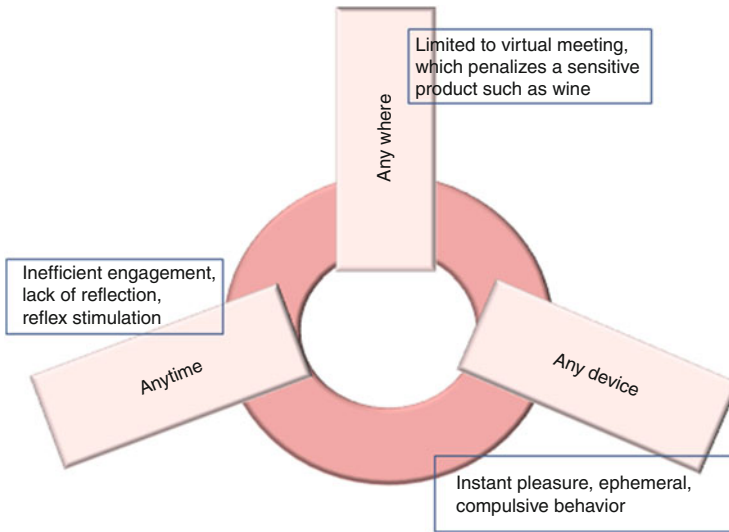 Limited to virtual meeting,
which penalizes a sensitive
product such as wine
Any where
Inefficient engagement,
lack of reflection,
reflex stimulation
Anytime
Any device
Instant pleasure, ephemeral,
compulsive behavior